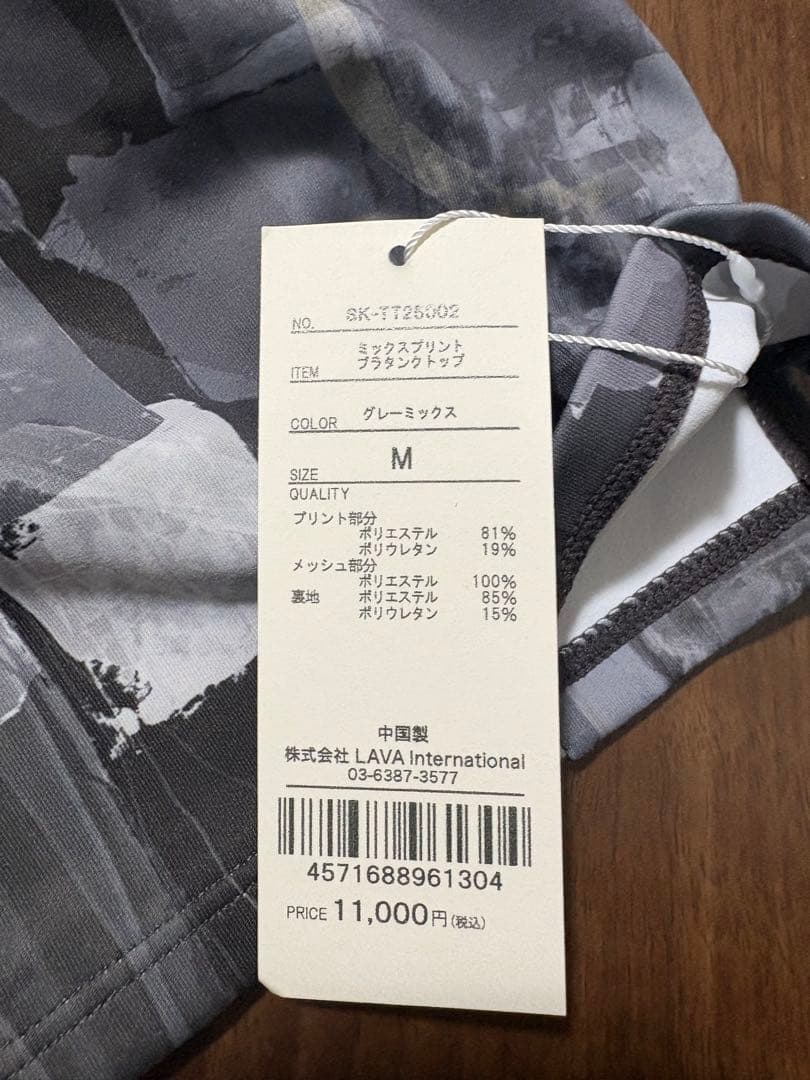 NO. SK-TT25002
ITEM ミックスプリント
ブラタンクトップ
COLOR グレーミックス
SIZE M
QUALITY
プリント部分
ポリエステル 81%
ポリウレタン 19%
メッシュ部分
ポリエステル 100%
裏地 ポリエステル 85%
ポリウレタン 15%
中国製
株式会社 LAVA International
03-6387-3577
4571688961304
PRICE 11,000円(税込)